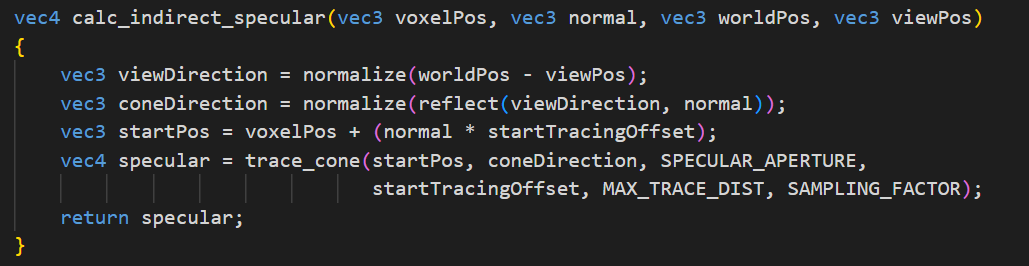 vec4 calc_indirect_specular(vec3 voxelPos, vec3 normal, vec3 worldPos, vec3 viewPos)
{
    vec3 viewDirection = normalize(worldPos - viewPos);
    vec3 coneDirection = normalize(reflect(viewDirection, normal));
    vec3 startPos = voxelPos + (normal * startTracingOffset);
    vec4 specular = trace_cone(startPos, coneDirection, SPECULAR_APERTURE,
                               startTracingOffset, MAX_TRACE_DIST, SAMPLING_FACTOR);
    return specular;
}